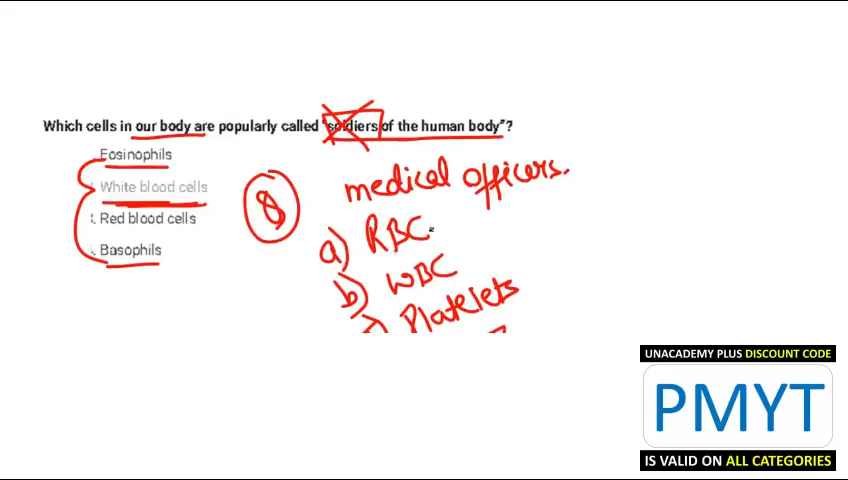 Which cells in our body are popularly called "soldiers of the human body"?
Eosinophils
White blood cells
Red blood cells
Basophils
8
medical officers.
a) RBC
b) WBC
Platelets
UNACADEMY PLUS DISCOUNT CODE
PMYT
IS VALID ON ALL CATEGORIES